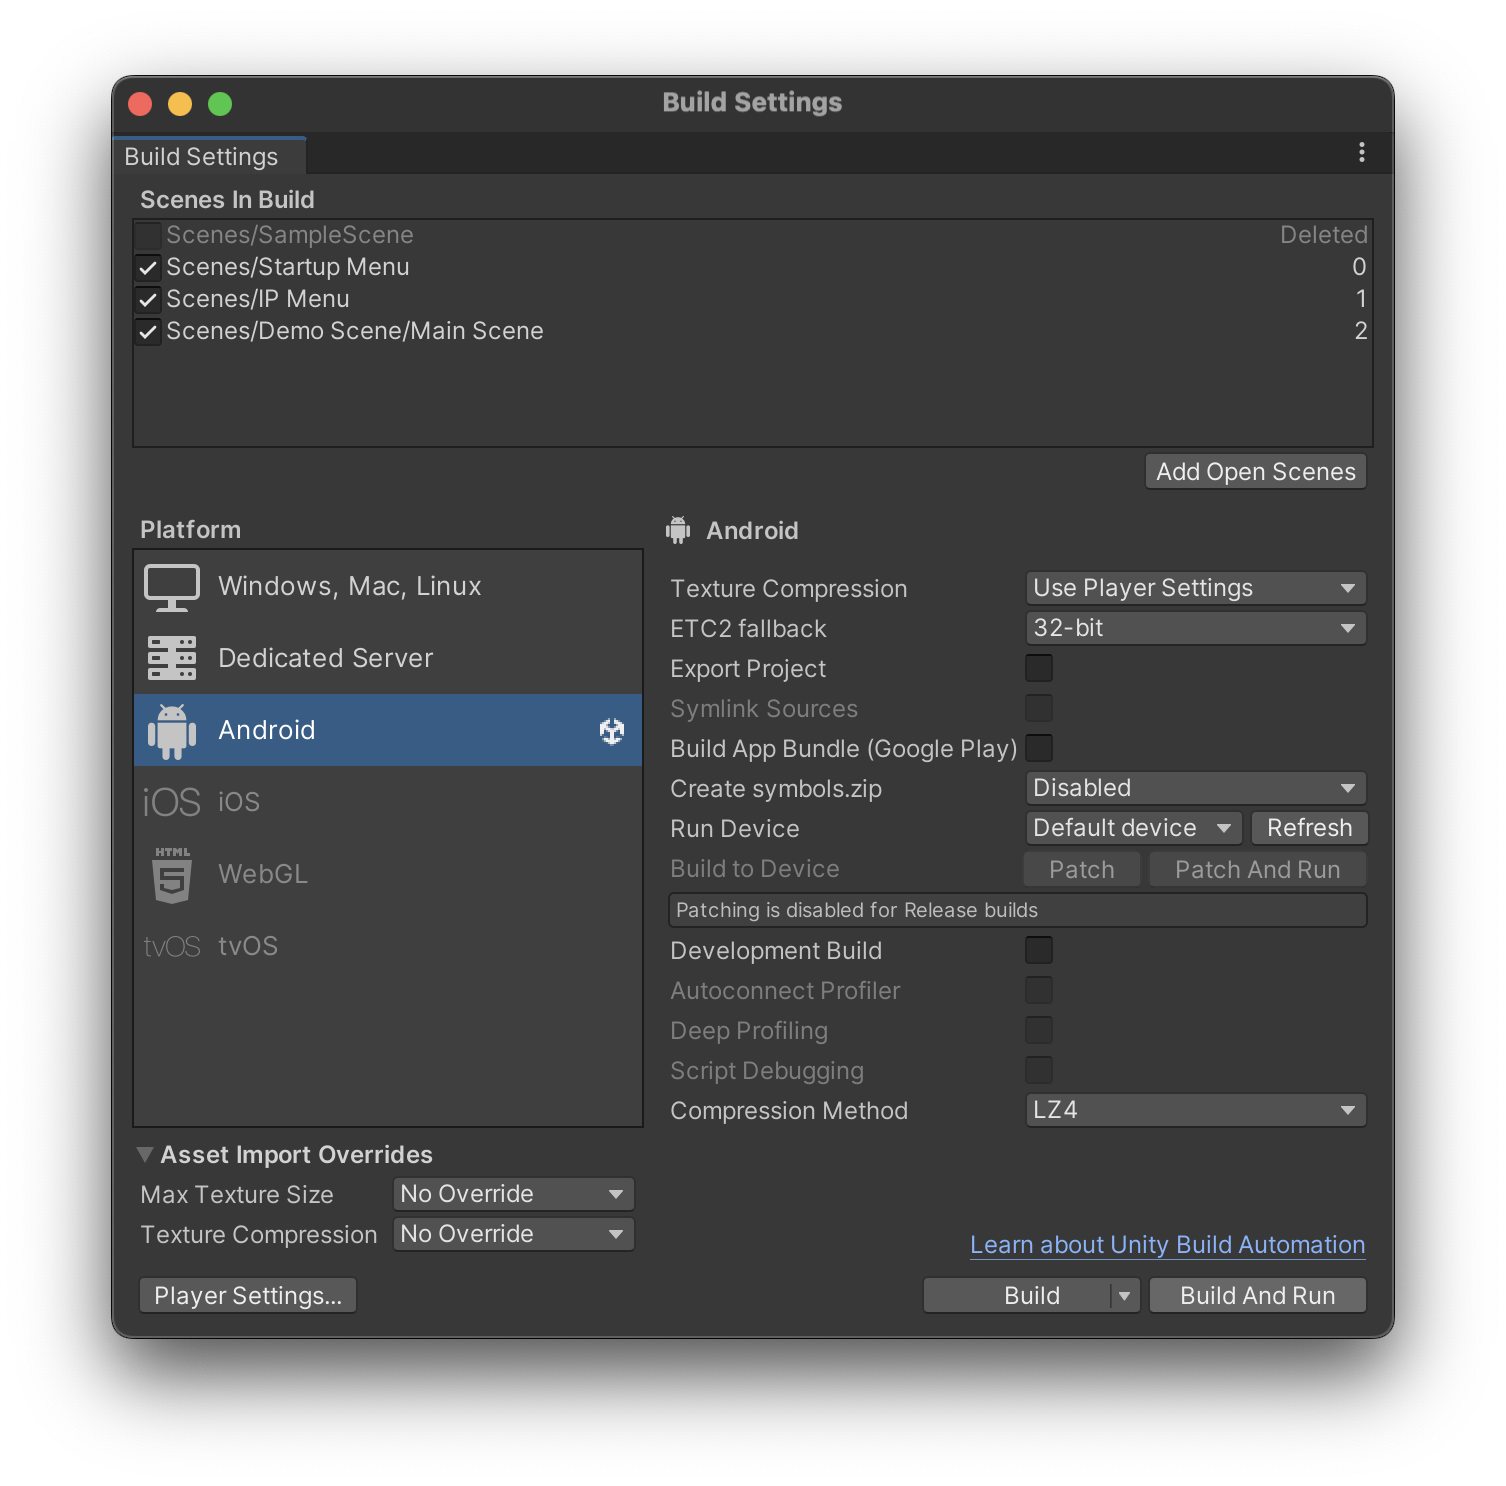 Build Settings
Build Settings
Scenes In Build
Scenes/SampleScene Deleted
Scenes/Startup Menu 0
Scenes/IP Menu 1
Scenes/Demo Scene/Main Scene 2
Add Open Scenes
Platform
Windows, Mac, Linux
Dedicated Server
Android
iOS iOS
HTML 5 WebGL
tvOS tvOS
Android
Texture Compression Use Player Settings
ETC2 fallback 32-bit
Export Project
Symlink Sources
Build App Bundle (Google Play)
Create symbols.zip Disabled
Run Device Default device Refresh
Build to Device Patch Patch And Run
Patching is disabled for Release builds
Development Build
Autoconnect Profiler
Deep Profiling
Script Debugging
Compression Method LZ4
Asset Import Overrides
Max Texture Size No Override
Texture Compression No Override
Learn about Unity Build Automation
Player Settings... Build Build And Run